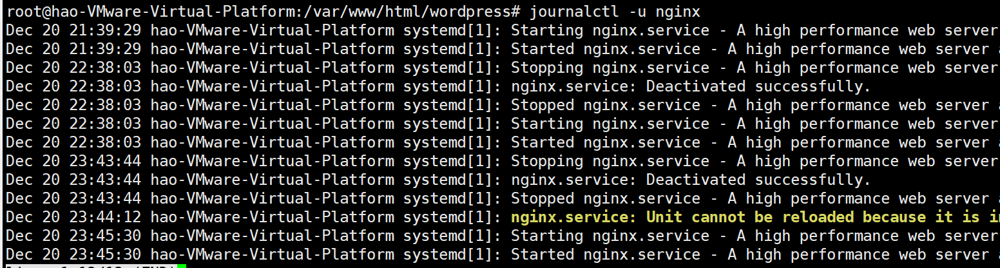 root@hao-VMware-Virtual-Platform:/var/www/html/wordpress# journalctl -u nginx
Dec 20 21:39:29 hao-VMware-Virtual-Platform systemd[1]: Starting nginx.service - A high performance web server
Dec 20 21:39:29 hao-VMware-Virtual-Platform systemd[1]: Started nginx.service - A high performance web server
Dec 20 22:38:03 hao-VMware-Virtual-Platform systemd[1]: Stopping nginx.service - A high performance web server
Dec 20 22:38:03 hao-VMware-Virtual-Platform systemd[1]: nginx.service: Deactivated successfully.
Dec 20 22:38:03 hao-VMware-Virtual-Platform systemd[1]: Stopped nginx.service - A high performance web server
Dec 20 22:38:03 hao-VMware-Virtual-Platform systemd[1]: Starting nginx.service - A high performance web server
Dec 20 22:38:03 hao-VMware-Virtual-Platform systemd[1]: Started nginx.service - A high performance web server
Dec 20 23:43:44 hao-VMware-Virtual-Platform systemd[1]: Stopping nginx.service - A high performance web server
Dec 20 23:43:44 hao-VMware-Virtual-Platform systemd[1]: nginx.service: Deactivated successfully.
Dec 20 23:43:44 hao-VMware-Virtual-Platform systemd[1]: Stopped nginx.service - A high performance web server
Dec 20 23:44:12 hao-VMware-Virtual-Platform systemd[1]: nginx.service: Unit cannot be reloaded because it is
Dec 20 23:45:30 hao-VMware-Virtual-Platform systemd[1]: Starting nginx.service - A high performance web server
Dec 20 23:45:30 hao-VMware-Virtual-Platform systemd[1]: Started nginx.service - A high performance web server